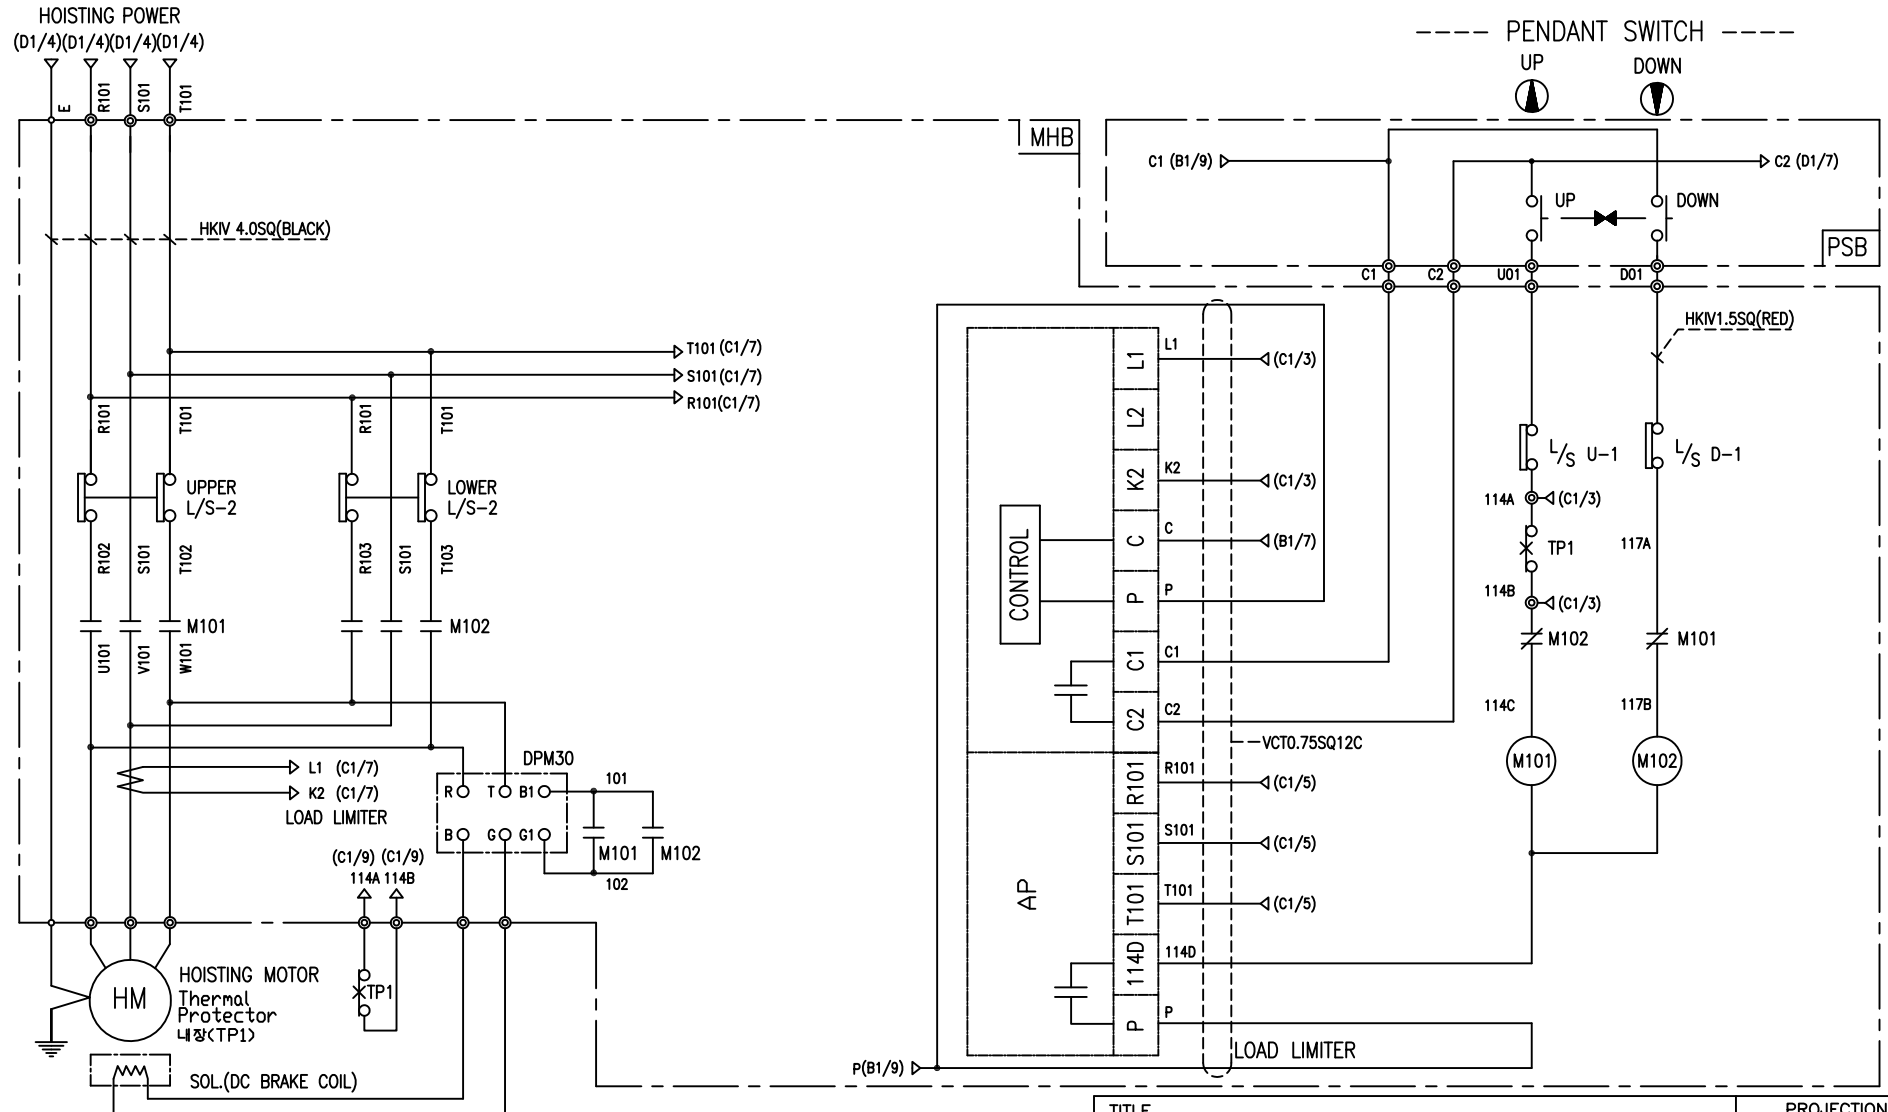 HOISTING POWER
(D1/4)(D1/4)(D1/4)(D1/4)
E
R101
S101
T101
HKIV 4.0SQ(BLACK)
MHB
---- PENDANT SWITCH ----
UP
DOWN
C1 (B1/9)
C2 (D1/7)
UP
DOWN
PSB
C1
C2
U01
D01
HKIV1.5SQ(RED)
T101 (C1/7)
S101 (C1/7)
R101(C1/7)
R101
T101
R101
T101
UPPER
L/S-2
LOWER
L/S-2
R102
S101
T102
R103
S101
T103
M101
M102
U101
V101
W101
L1 (C1/7)
K2 (C1/7)
LOAD LIMITER
DPM30
R
T
B1
101
B
G
G1
M101
M102
102
(C1/9) (C1/9)
114A 114B
HM
HOISTING MOTOR
Thermal
Protector
내장(TP1)
TP1
SOL.(DC BRAKE COIL)
CONTROL
AP
L1
L2
K2
C
P
C1
C2
R101
S101
T101
114D
P
L1
(C1/3)
K2
(C1/3)
C
(B1/7)
P
C1
C2
VCT0.75SQ12C
R101
(C1/5)
S101
(C1/5)
T101
(C1/5)
114D
P
LOAD LIMITER
P(B1/9)
L/S U-1
L/S D-1
114A
(C1/3)
TP1
117A
114B
(C1/3)
M102
M101
114C
117B
M101
M102
TITLE
PROJECTION